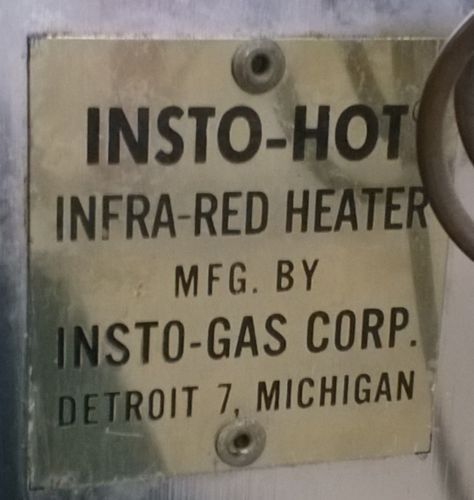 INSTO-HOT
INFRA-RED HEATER
MFG. BY
INSTO-GAS CORP.
DETROIT 7, MICHIGAN